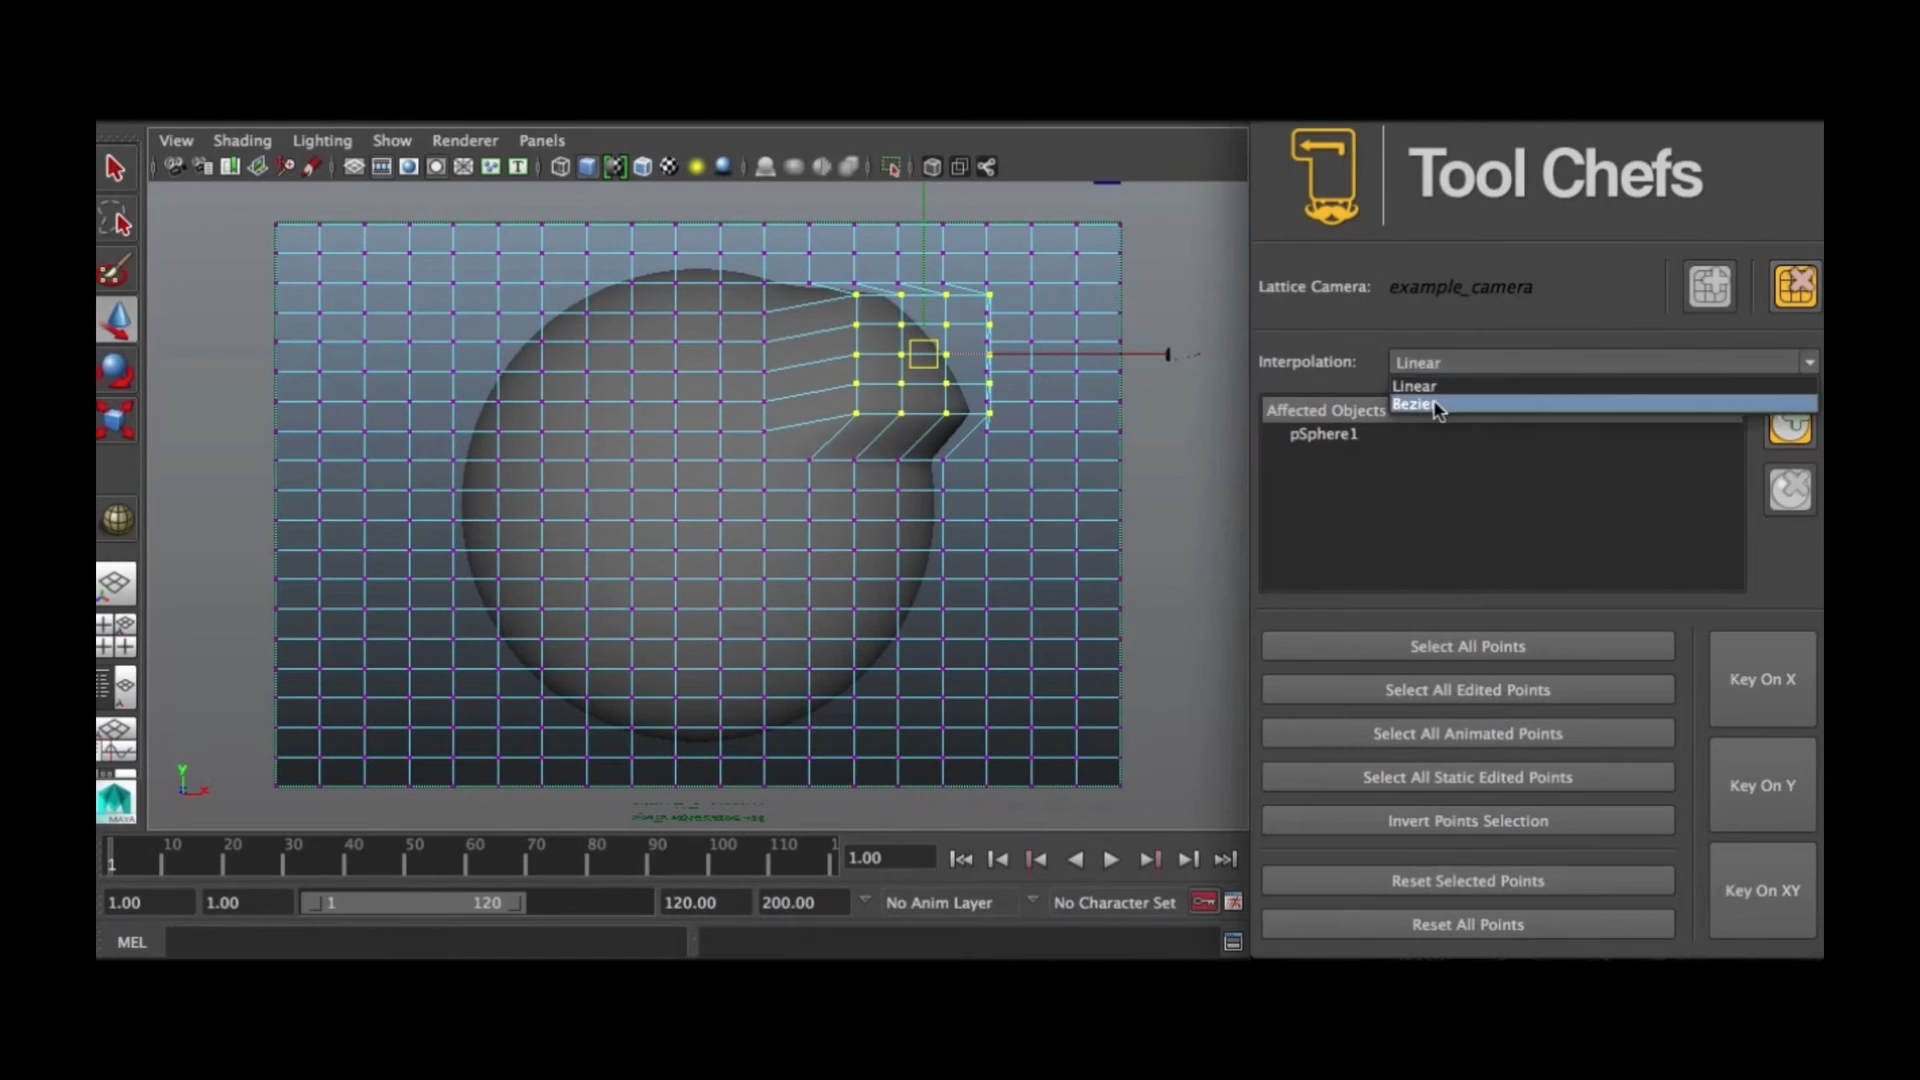 View Shading Lighting Show Renderer Panels
Tool Chefs
Lattice Camera: example_camera
Interpolation: Linear
Linear
Bezier
Affected Objects
pSphere1
Select All Points
Select All Edited Points
Select All Animated Points
Select All Static Edited Points
Invert Points Selection
Reset Selected Points
Reset All Points
Key On X
Key On Y
Key On XY
T
y
x
MAYA
1 10 20 30 40 50 60 70 80 90 100 110 1
1.00
1.00 1.00 1 120 120.00 200.00 No Anim Layer No Character Set
MEL